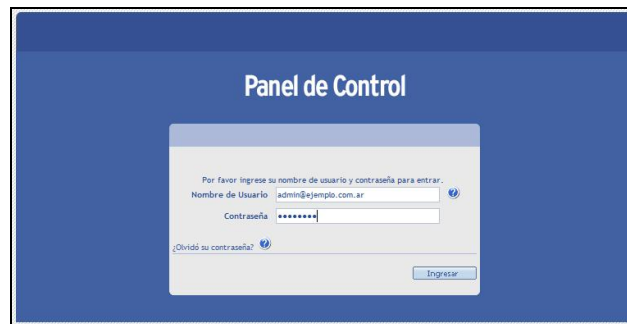 Panel de Control
Por favor ingrese su nombre de usuario y contraseña para entrar.
Nombre de Usuario admin@ejemplo.com.ar
Contraseña ••••••••
¿Olvidó su contraseña?
Ingresar